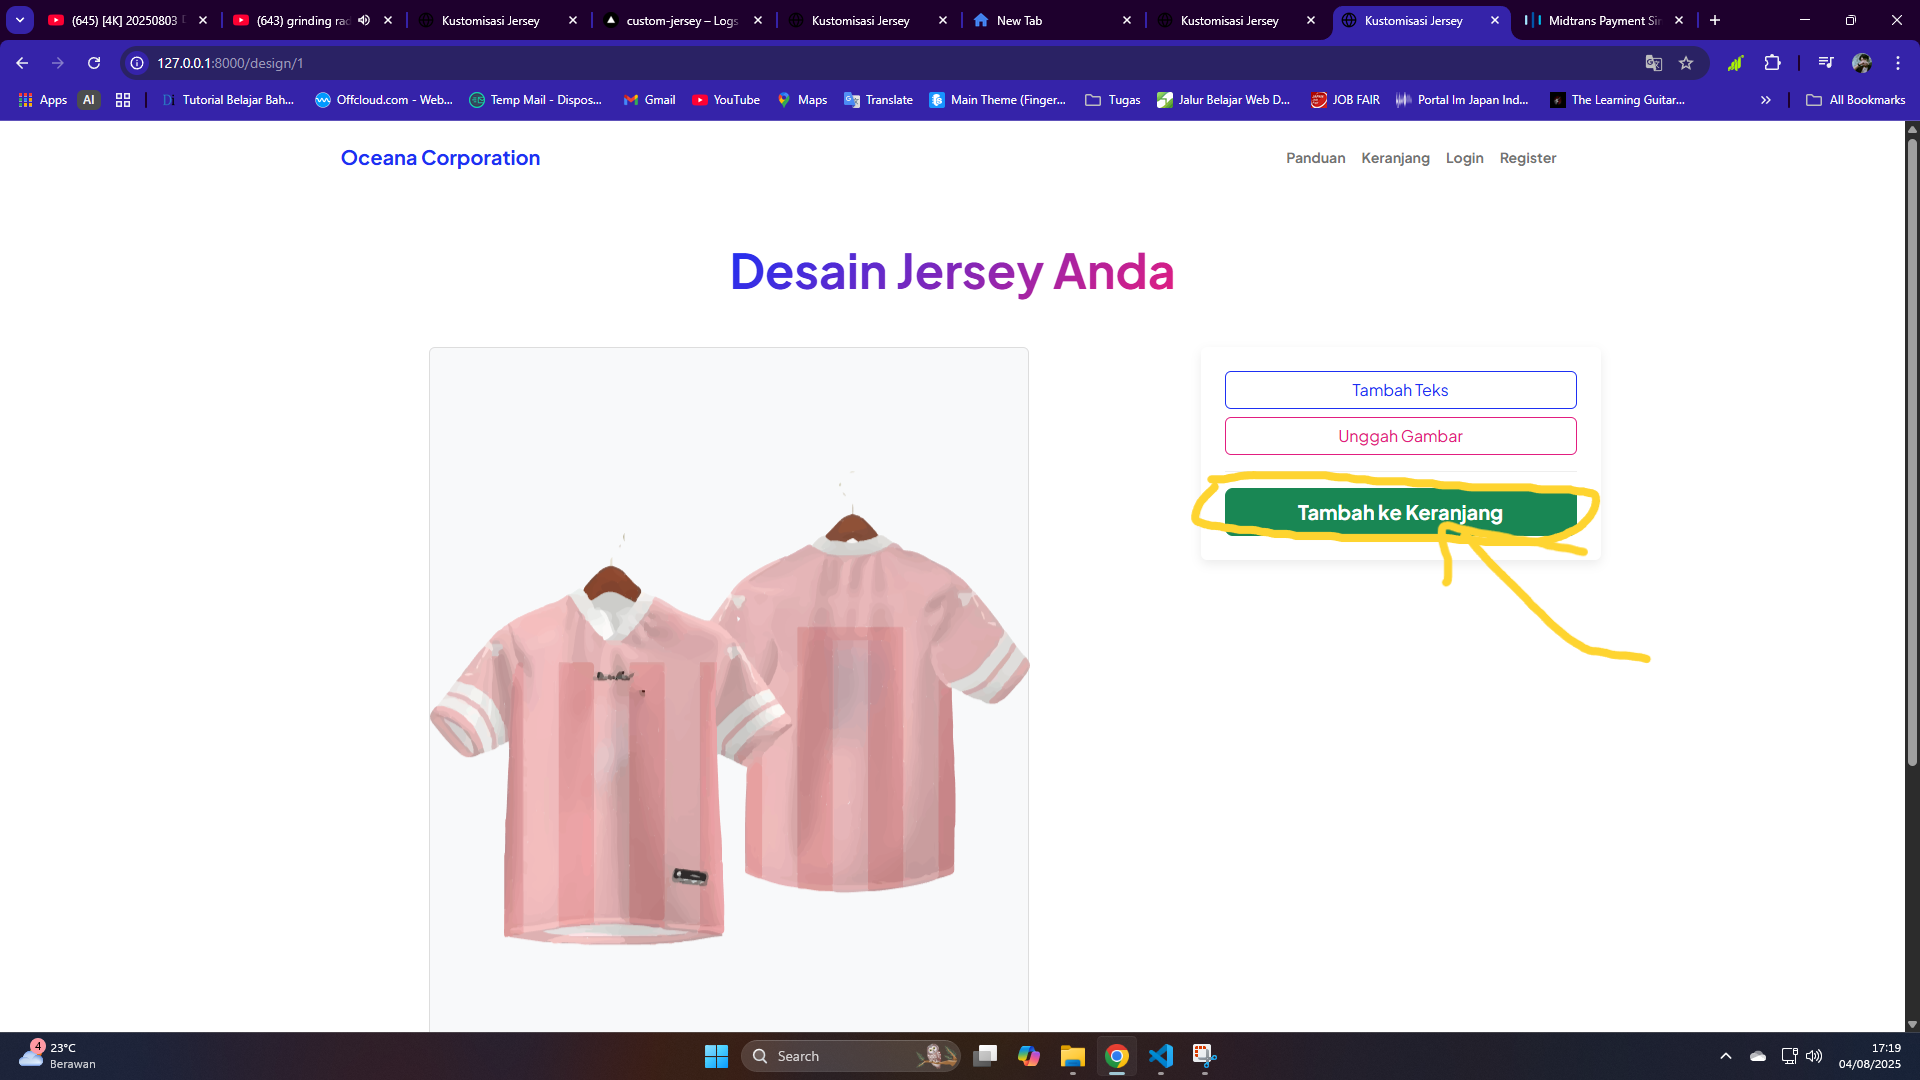 (645) [4K] 20250803
(643) grinding rad
Kustomisasi Jersey
custom-jersey – Logs
Kustomisasi Jersey
New Tab
Kustomisasi Jersey
Kustomisasi Jersey
Midtrans Payment Sim
127.0.0.1:8000/design/1
Apps
AI
Tutorial Belajar Bah...
Offcloud.com - Web...
Temp Mail - Dispos...
Gmail
YouTube
Maps
Translate
Main Theme (Finger...
Tugas
Jalur Belajar Web D...
JOB FAIR
Portal Im Japan Ind...
The Learning Guitar...
All Bookmarks
Oceana Corporation
Panduan
Keranjang
Login
Register
Desain Jersey Anda
Tambah Teks
Unggah Gambar
Tambah ke Keranjang
4
23°C
Berawan
Search
17:19
04/08/2025